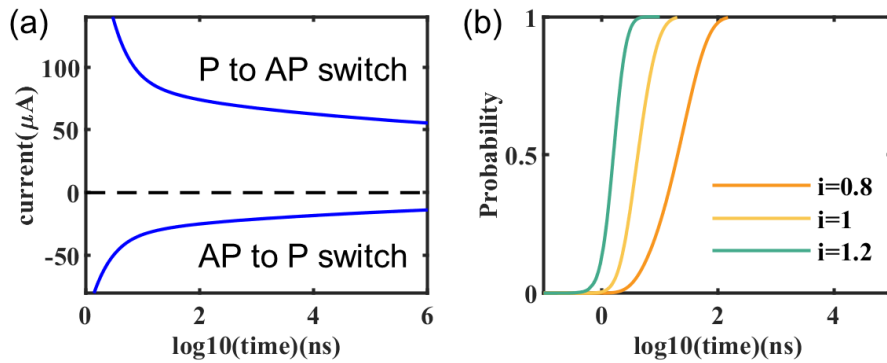 (a)
current(μA)
100
50
0
-50
P to AP switch
AP to P switch
0
2
4
6
log10(time)(ns)
(b)
Probability
1
0.5
0
i=0.8
i=1
i=1.2
0
2
4
log10(time)(ns)